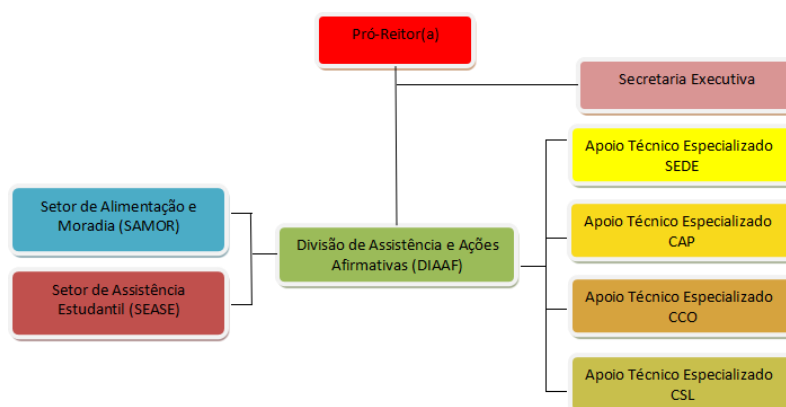 Pró-Reitor(a)
Secretaria Executiva
Apoio Técnico Especializado
SEDE
Setor de Alimentação e
Moradia (SAMOR)
Apoio Técnico Especializado
CAP
Divisão de Assistência e Ações
Afirmativas (DIAAF)
Setor de Assistência
Estudantil (SEASE)
Apoio Técnico Especializado
CCO
Apoio Técnico Especializado
CSL